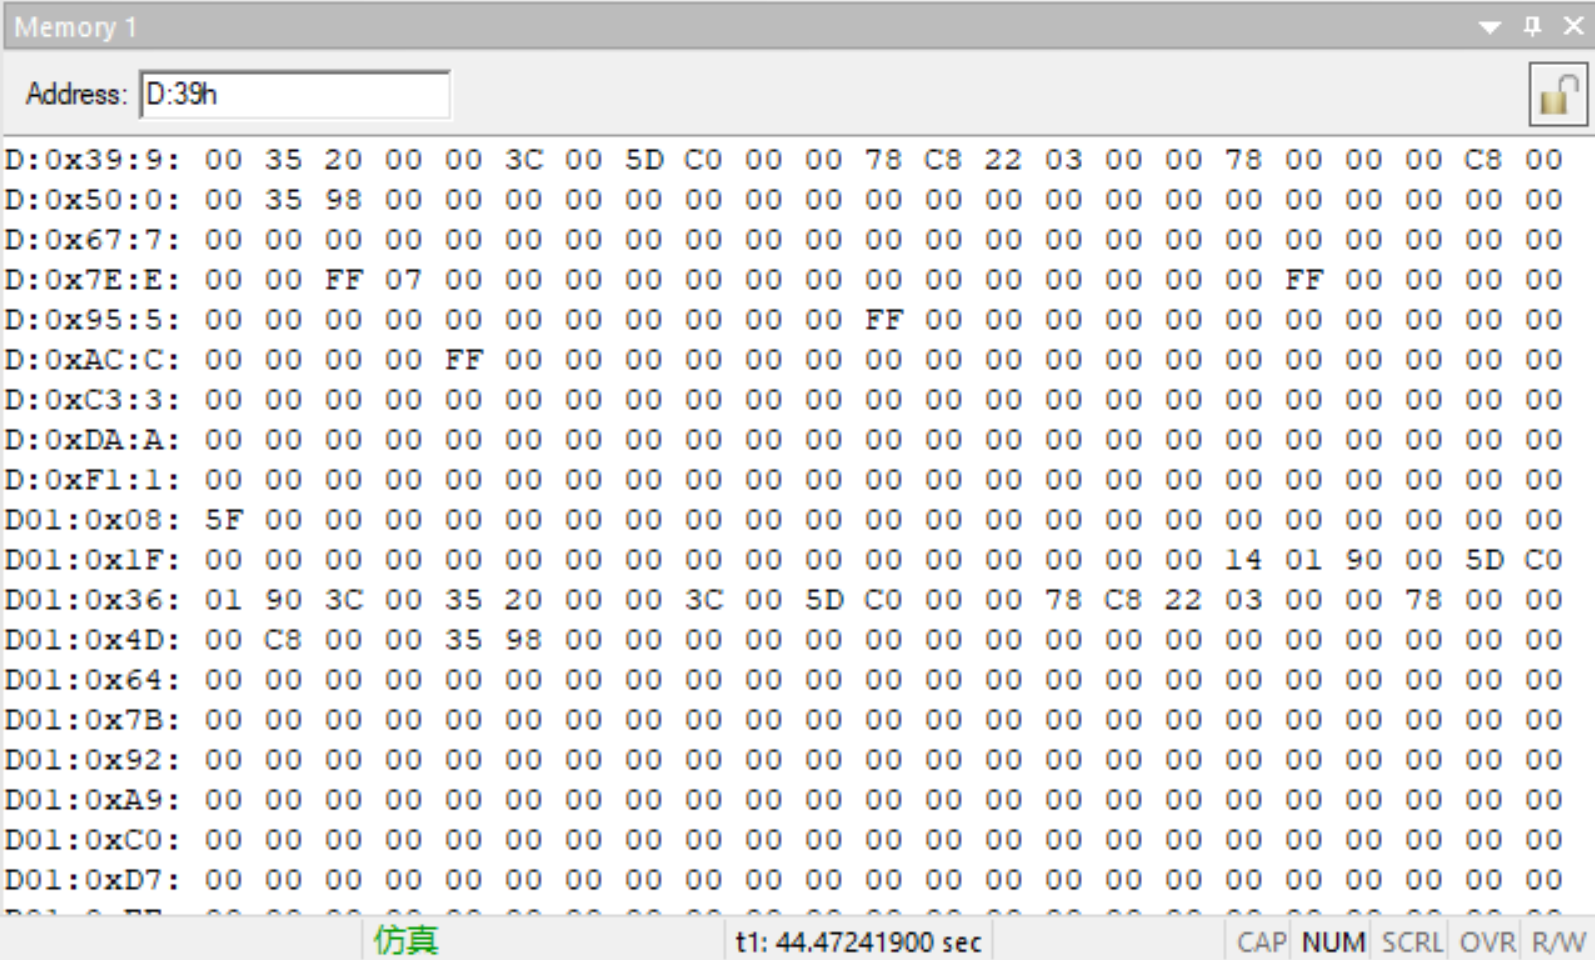 Memory 1
Address: D:39h
D:0x39:9: 00 35 20 00 00 3C 00 5D C0 00 00 78 C8 22 03 00 00 78 00 00 00 C8 00
D:0x50:0: 00 35 98 00 00 00 00 00 00 00 00 00 00 00 00 00 00 00 00 00 00 00 00
D:0x67:7: 00 00 00 00 00 00 00 00 00 00 00 00 00 00 00 00 00 00 00 00 00 00 00
D:0x7E:E: 00 00 FF 07 00 00 00 00 00 00 00 00 00 00 00 00 00 00 FF 00 00 00 00
D:0x95:5: 00 00 00 00 00 00 00 00 00 00 00 FF 00 00 00 00 00 00 00 00 00 00 00
D:0xAC:C: 00 00 00 00 FF 00 00 00 00 00 00 00 00 00 00 00 00 00 00 00 00 00 00
D:0xC3:3: 00 00 00 00 00 00 00 00 00 00 00 00 00 00 00 00 00 00 00 00 00 00 00
D:0xDA:A: 00 00 00 00 00 00 00 00 00 00 00 00 00 00 00 00 00 00 00 00 00 00 00
D:0xF1:1: 00 00 00 00 00 00 00 00 00 00 00 00 00 00 00 00 00 00 00 00 00 00 00
D01:0x08: 5F 00 00 00 00 00 00 00 00 00 00 00 00 00 00 00 00 00 00 00 00 00 00
D01:0x1F: 00 00 00 00 00 00 00 00 00 00 00 00 00 00 00 00 00 14 01 90 00 5D C0
D01:0x36: 01 90 3C 00 35 20 00 00 3C 00 5D C0 00 00 78 C8 22 03 00 00 78 00 00
D01:0x4D: 00 C8 00 00 35 98 00 00 00 00 00 00 00 00 00 00 00 00 00 00 00 00 00
D01:0x64: 00 00 00 00 00 00 00 00 00 00 00 00 00 00 00 00 00 00 00 00 00 00 00
D01:0x7B: 00 00 00 00 00 00 00 00 00 00 00 00 00 00 00 00 00 00 00 00 00 00 00
D01:0x92: 00 00 00 00 00 00 00 00 00 00 00 00 00 00 00 00 00 00 00 00 00 00 00
D01:0xA9: 00 00 00 00 00 00 00 00 00 00 00 00 00 00 00 00 00 00 00 00 00 00 00
D01:0xC0: 00 00 00 00 00 00 00 00 00 00 00 00 00 00 00 00 00 00 00 00 00 00 00
D01:0xD7: 00 00 00 00 00 00 00 00 00 00 00 00 00 00 00 00 00 00 00 00 00 00 00
仿真 t1: 44.47241900 sec CAP NUM SCRL OVR R/W